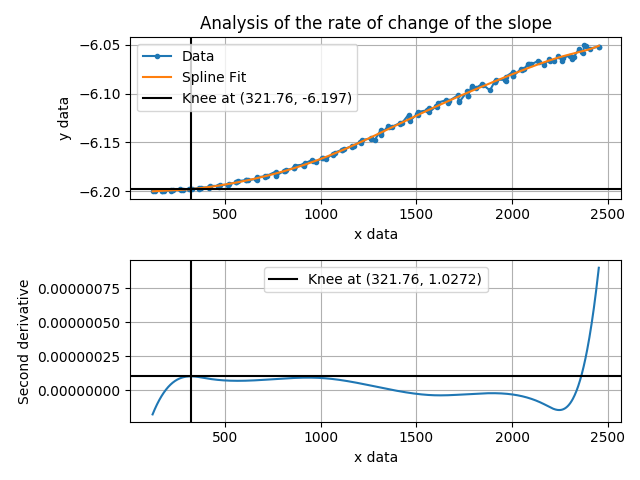 Analysis of the rate of change of the slope
−6.05
−6.10
−6.15
−6.20
y data
Data
Spline Fit
Knee at (321.76, -6.197)
500
1000
1500
2000
2500
x data
0.00000075
0.00000050
0.00000025
0.00000000
Second derivative
Knee at (321.76, 1.0272)
500
1000
1500
2000
2500
x data